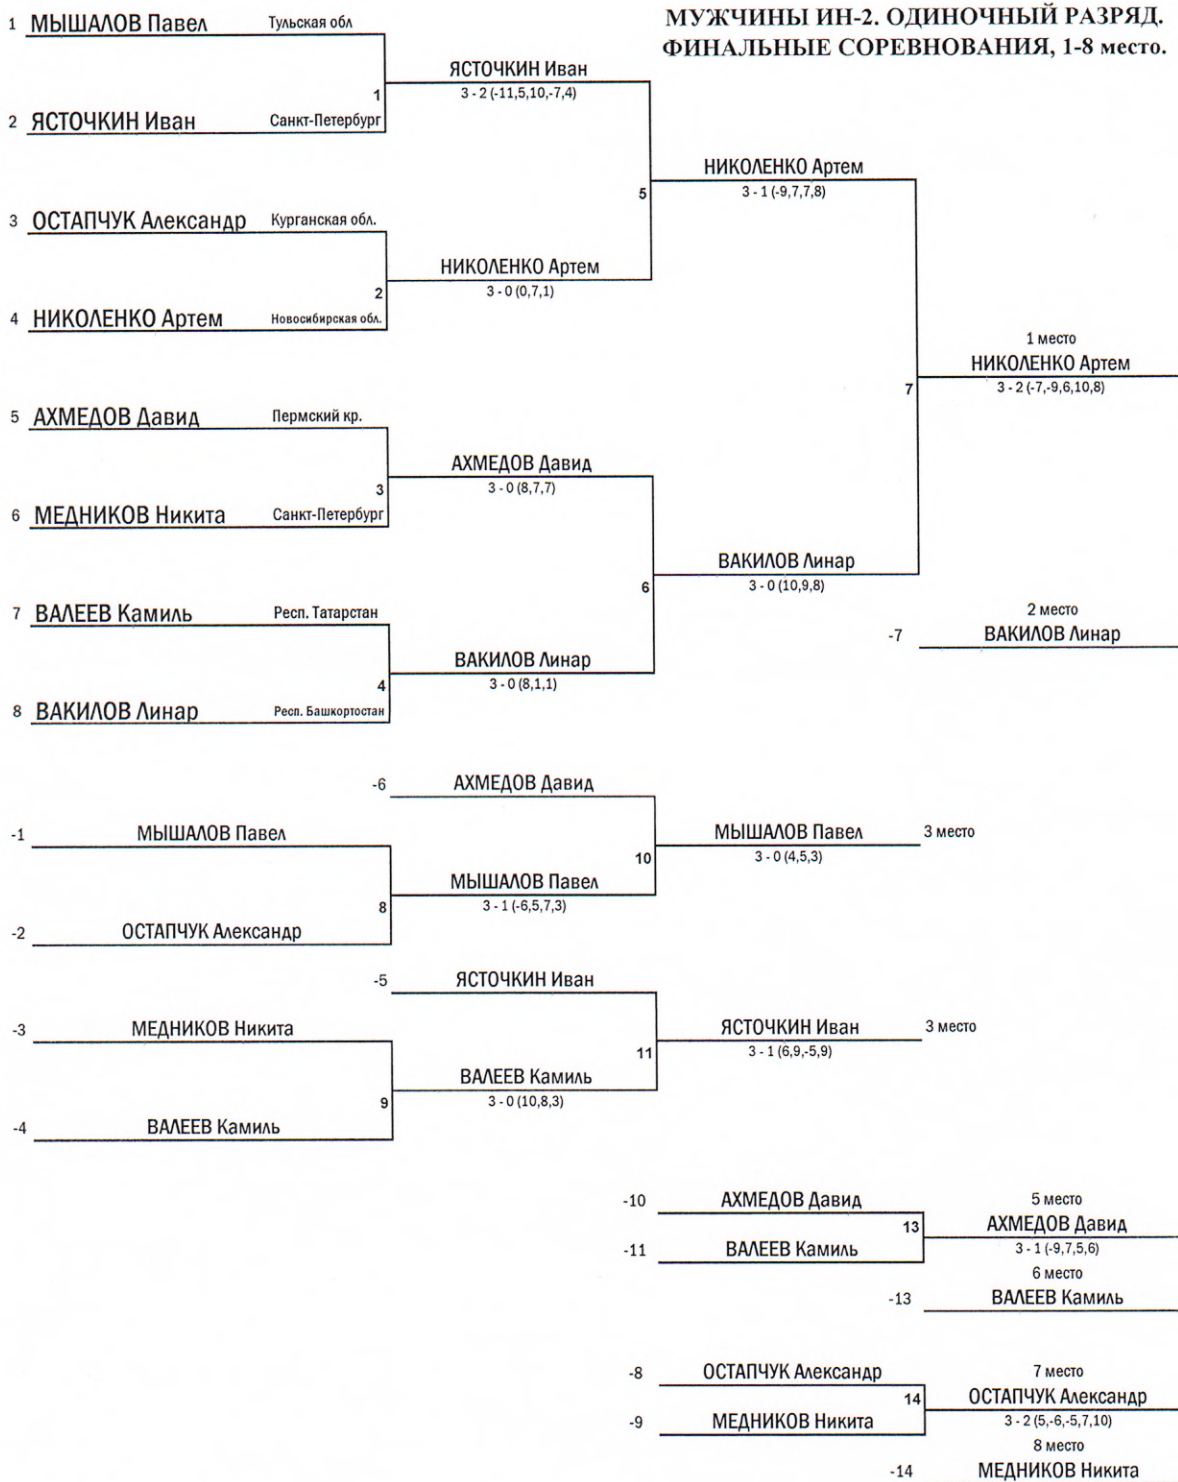 МУЖЧИНЫ ИН-2. ОДИНОЧНЫЙ РАЗРЯД.
ФИНАЛЬНЫЕ СОРЕВНОВАНИЯ, 1-8 место.
1 МЫШАЛОВ Павел Тульская обл
ЯСТОЧКИН Иван
1 3 - 2 (-11,5,10,-7,4)
2 ЯСТОЧКИН Иван Санкт-Петербург
НИКОЛЕНКО Артем
5 3 - 1 (-9,7,7,8)
3 ОСТАПЧУК Александр Курганская обл.
НИКОЛЕНКО Артем
2 3 - 0 (0,7,1)
4 НИКОЛЕНКО Артем Новосибирская обл.
1 место
НИКОЛЕНКО Артем
7 3 - 2 (-7,-9,6,10,8)
5 АХМЕДОВ Давид Пермский кр.
АХМЕДОВ Давид
3 3 - 0 (8,7,7)
6 МЕДНИКОВ Никита Санкт-Петербург
ВАКИЛОВ Линар
6 3 - 0 (10,9,8)
7 ВАЛЕЕВ Камиль Респ. Татарстан
2 место
-7 ВАКИЛОВ Линар
ВАКИЛОВ Линар
4 3 - 0 (8,1,1)
8 ВАКИЛОВ Линар Респ. Башкортостан
-6 АХМЕДОВ Давид
-1 МЫШАЛОВ Павел
МЫШАЛОВ Павел 3 место
10 3 - 0 (4,5,3)
МЫШАЛОВ Павел
8 3 - 1 (-6,5,7,3)
-2 ОСТАПЧУК Александр
-5 ЯСТОЧКИН Иван
-3 МЕДНИКОВ Никита
ЯСТОЧКИН Иван 3 место
11 3 - 1 (6,9,-5,9)
ВАЛЕЕВ Камиль
9 3 - 0 (10,8,3)
-4 ВАЛЕЕВ Камиль
-10 АХМЕДОВ Давид 5 место
13 АХМЕДОВ Давид
-11 ВАЛЕЕВ Камиль 3 - 1 (-9,7,5,6)
6 место
-13 ВАЛЕЕВ Камиль
-8 ОСТАПЧУК Александр 7 место
14 ОСТАПЧУК Александр
-9 МЕДНИКОВ Никита 3 - 2 (5,-6,-5,7,10)
8 место
-14 МЕДНИКОВ Никита